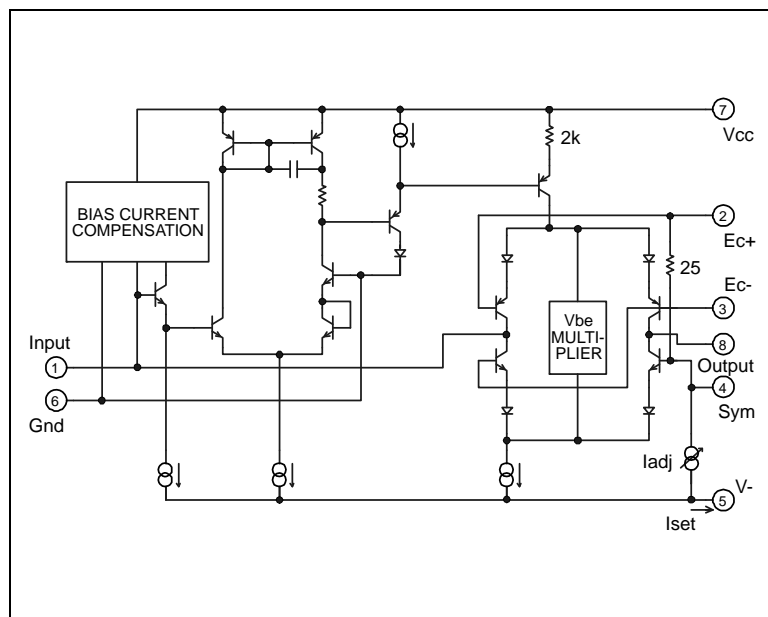 7
Vcc
2k
BIAS CURRENT
COMPENSATION
2
Ec+
25
Ec-
3
Vbe
MULTI-
PLIER
Input
1
8
Output
6
Gnd
4
Sym
Iadj
5
V-
Iset